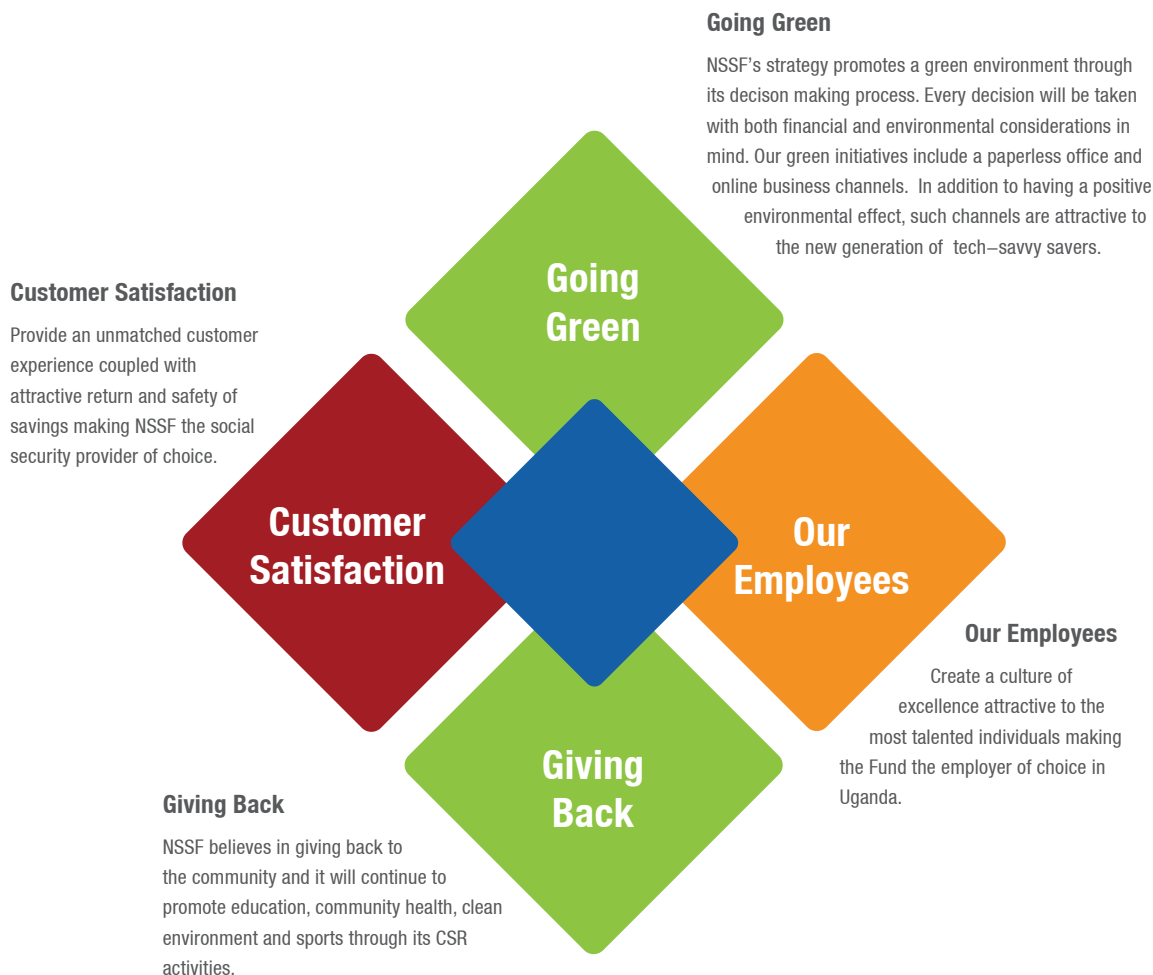 Going Green
NSSF’s strategy promotes a green environment through
its decison making process. Every decision will be taken
with both financial and environmental considerations in
mind. Our green initiatives include a paperless office and
online business channels.  In addition to having a positive
environmental effect, such channels are attractive to
the new generation of  tech–savvy savers.
Going
Green
Customer Satisfaction
Provide an unmatched customer
experience coupled with
attractive return and safety of
savings making NSSF the social
security provider of choice.
Customer
Satisfaction
Our
Employees
Our Employees
Create a culture of
excellence attractive to the
most talented individuals making
the Fund the employer of choice in
Uganda.
Giving
Back
Giving Back
NSSF believes in giving back to
the community and it will continue to
promote education, community health, clean
environment and sports through its CSR
activities.